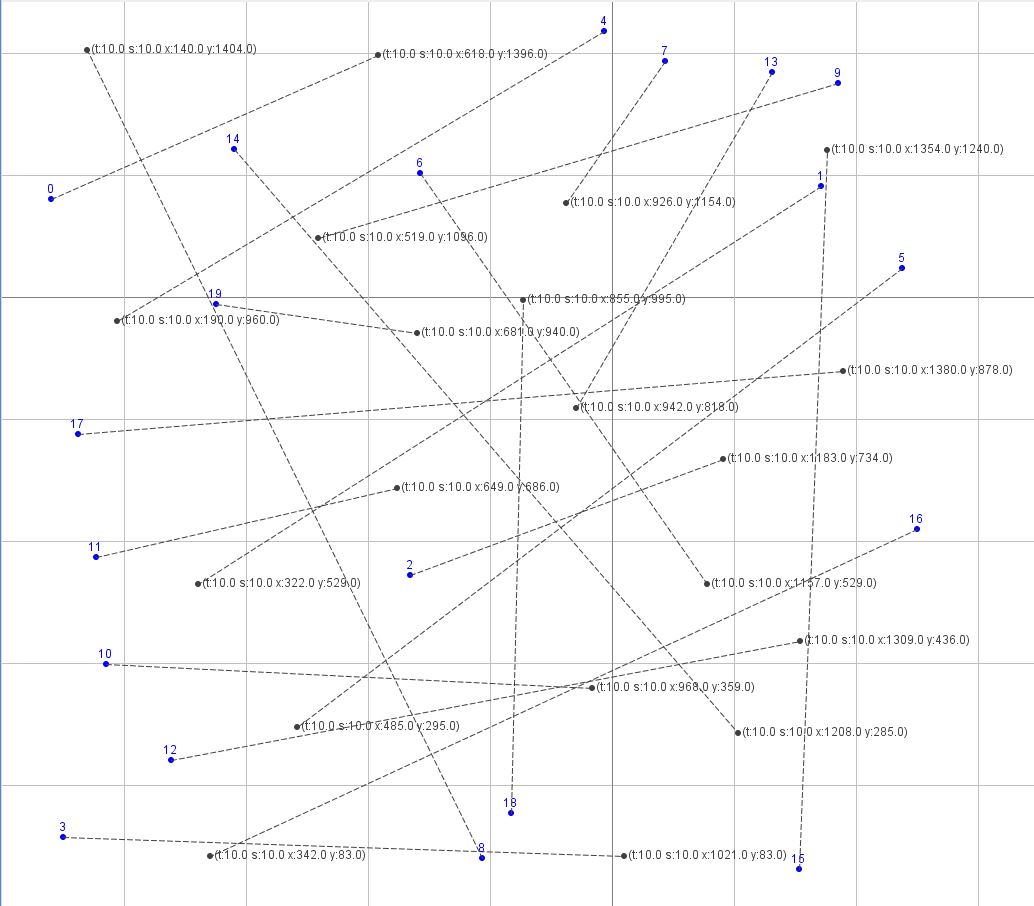 4
(t:10.0 s:10.0 x:140.0 y:1404.0)
(t:10.0 s:10.0 x:618.0 y:1396.0)
7
13
9
14
(t:10.0 s:10.0 x:1354.0 y:1240.0)
6
1
0
(t:10.0 s:10.0 x:926.0 y:1154.0)
(t:10.0 s:10.0 x:519.0 y:1096.0)
5
19
(t:10.0 s:10.0 x:855.0 y:995.0)
(t:10.0 s:10.0 x:190.0 y:960.0)
(t:10.0 s:10.0 x:681.0 y:940.0)
(t:10.0 s:10.0 x:1380.0 y:878.0)
(t:10.0 s:10.0 x:942.0 y:818.0)
17
(t:10.0 s:10.0 x:1183.0 y:734.0)
(t:10.0 s:10.0 x:649.0 y:686.0)
16
11
2
(t:10.0 s:10.0 x:322.0 y:529.0)
(t:10.0 s:10.0 x:1157.0 y:529.0)
(t:10.0 s:10.0 x:1309.0 y:436.0)
10
(t:10.0 s:10.0 x:968.0 y:359.0)
(t:10.0 s:10.0 x:485.0 y:295.0)
(t:10.0 s:10.0 x:1208.0 y:285.0)
12
18
3
8
(t:10.0 s:10.0 x:342.0 y:83.0)
(t:10.0 s:10.0 x:1021.0 y:83.0)
15